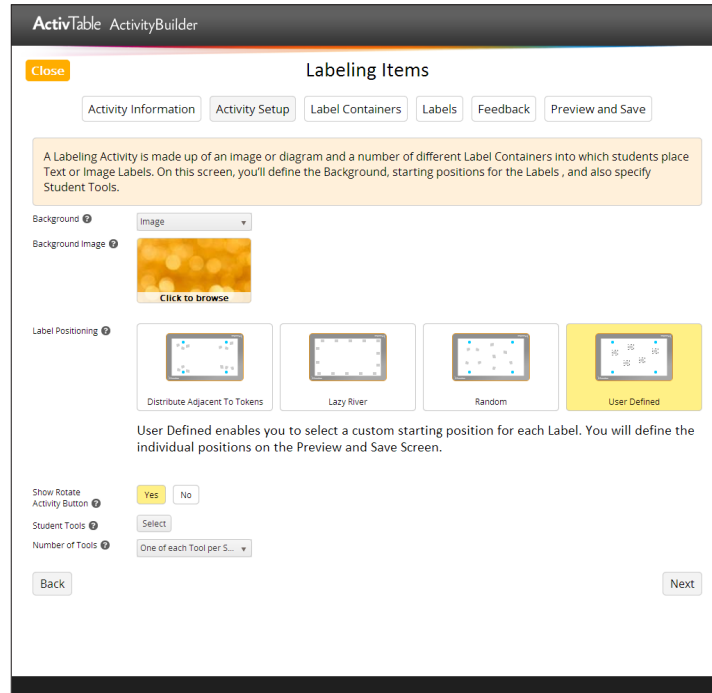 ActivTable ActivityBuilder
Close
Labeling Items
Activity Information
Activity Setup
Label Containers
Labels
Feedback
Preview and Save
A Labeling Activity is made up of an image or diagram and a number of different Label Containers into which students place
Text or Image Labels. On this screen, you'll define the Background, starting positions for the Labels , and also specify
Student Tools.
Background ?
Image
Background Image ?
Click to browse
Label Positioning ?
Distribute Adjacent To Tokens
Lazy River
Random
User Defined
User Defined enables you to select a custom starting position for each Label. You will define the
individual positions on the Preview and Save Screen.
Show Rotate
Activity Button ?
Yes
No
Student Tools ?
Select
Number of Tools ?
One of each Tool per S...
Back
Next